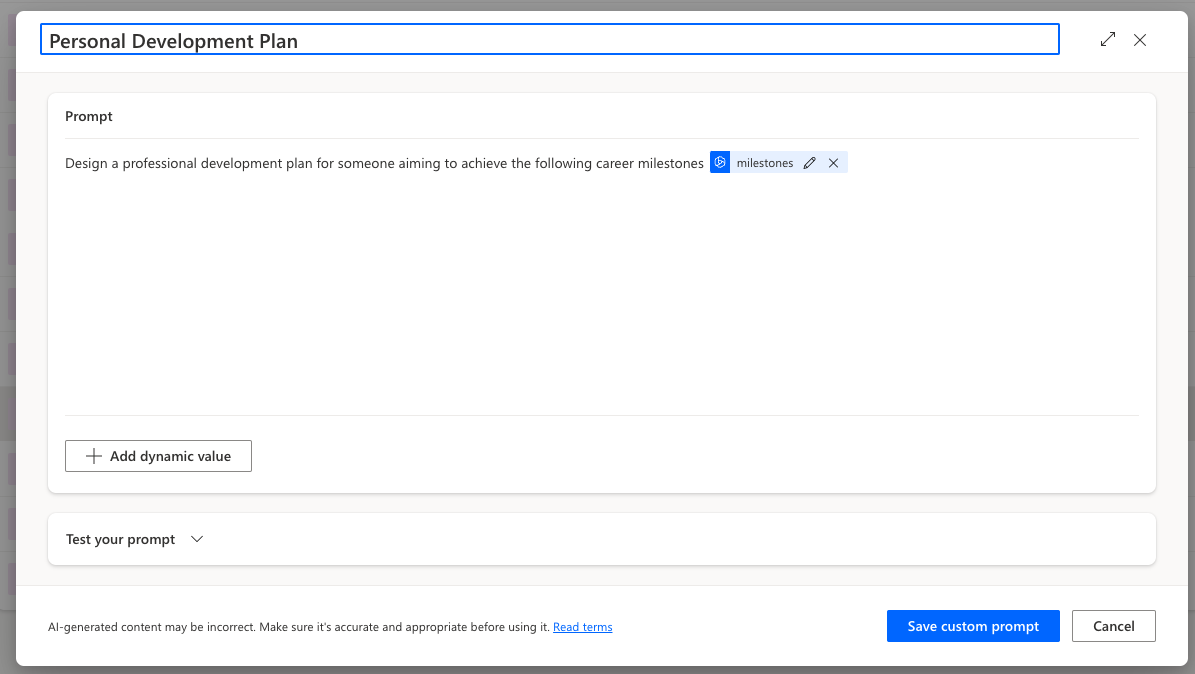 Personal Development Plan
Prompt
Design a professional development plan for someone aiming to achieve the following career milestones milestones
Add dynamic value
Test your prompt
AI-generated content may be incorrect. Make sure it's accurate and appropriate before using it. Read terms
Save custom prompt
Cancel